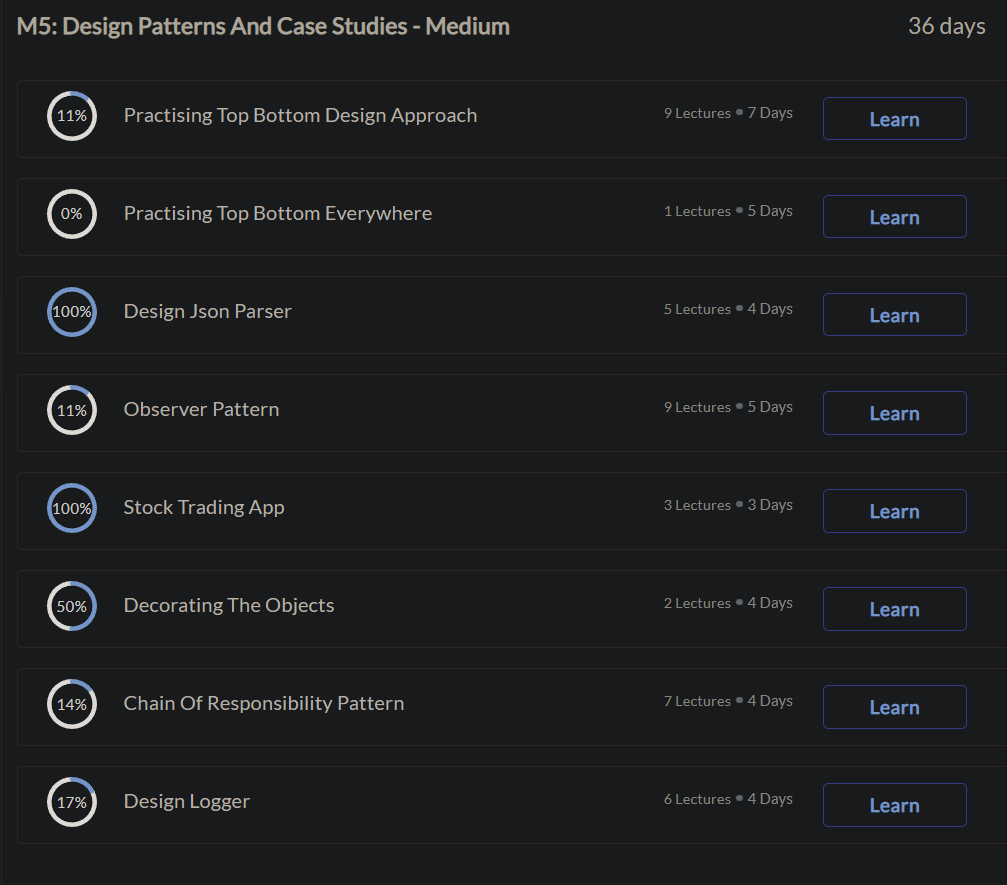 M5: Design Patterns And Case Studies - Medium 36 days
11% Practising Top Bottom Design Approach 9 Lectures • 7 Days Learn
0% Practising Top Bottom Everywhere 1 Lectures • 5 Days Learn
100% Design Json Parser 5 Lectures • 4 Days Learn
11% Observer Pattern 9 Lectures • 5 Days Learn
100% Stock Trading App 3 Lectures • 3 Days Learn
50% Decorating The Objects 2 Lectures • 4 Days Learn
14% Chain Of Responsibility Pattern 7 Lectures • 4 Days Learn
17% Design Logger 6 Lectures • 4 Days Learn